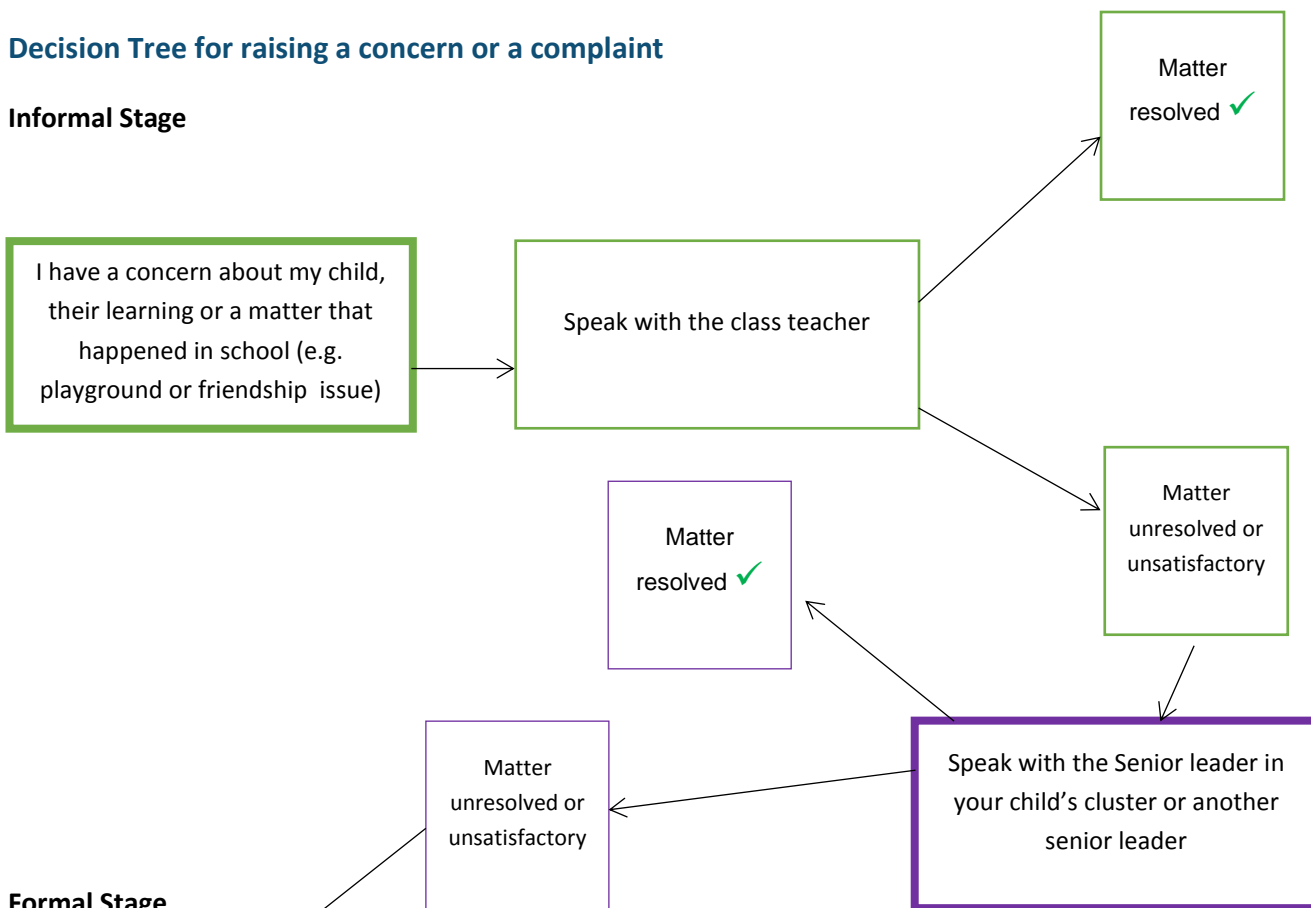 Decision Tree for raising a concern or a complaint
Informal Stage
Matter
resolved ✓
I have a concern about my child,
their learning or a matter that
happened in school (e.g.
playground or friendship issue)
Speak with the class teacher
Matter
unresolved or
unsatisfactory
Matter
resolved ✓
Speak with the Senior leader in
your child's cluster or another
senior leader
Matter
unresolved or
unsatisfactory
Formal Stage